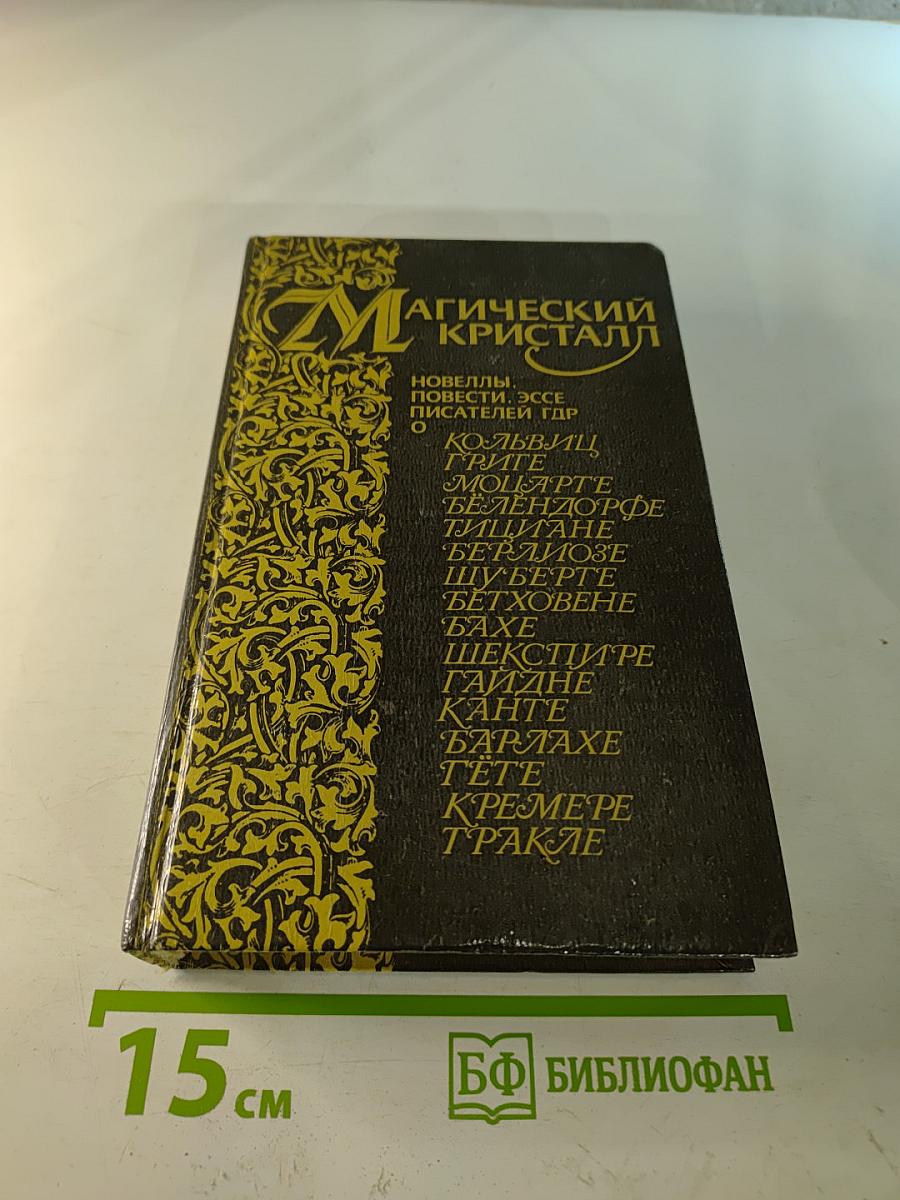 МАГИЧЕСКИЙ
КРИСТАЛЛ
НОВЕЛЛЫ.
ПОВЕСТИ. ЭССЕ
ПИСАТЕЛЕЙ ГДР
О
КОЛЬВИЦ
ГРИГЕ
МОЦАРТЕ
БЁЛЕНДОРФЕ
ТИЦИАНЕ
БЕРЛИОЗЕ
ШУБЕРТЕ
БЕТХОВЕНЕ
БАХЕ
ШЕКСПИРЕ
ГАЙДНЕ
КАНТЕ
БАРЛАХЕ
ГЁТЕ
КРЕМЕРЕ
ТРАКЛЕ
15 см
БФ БИБЛИОФАН